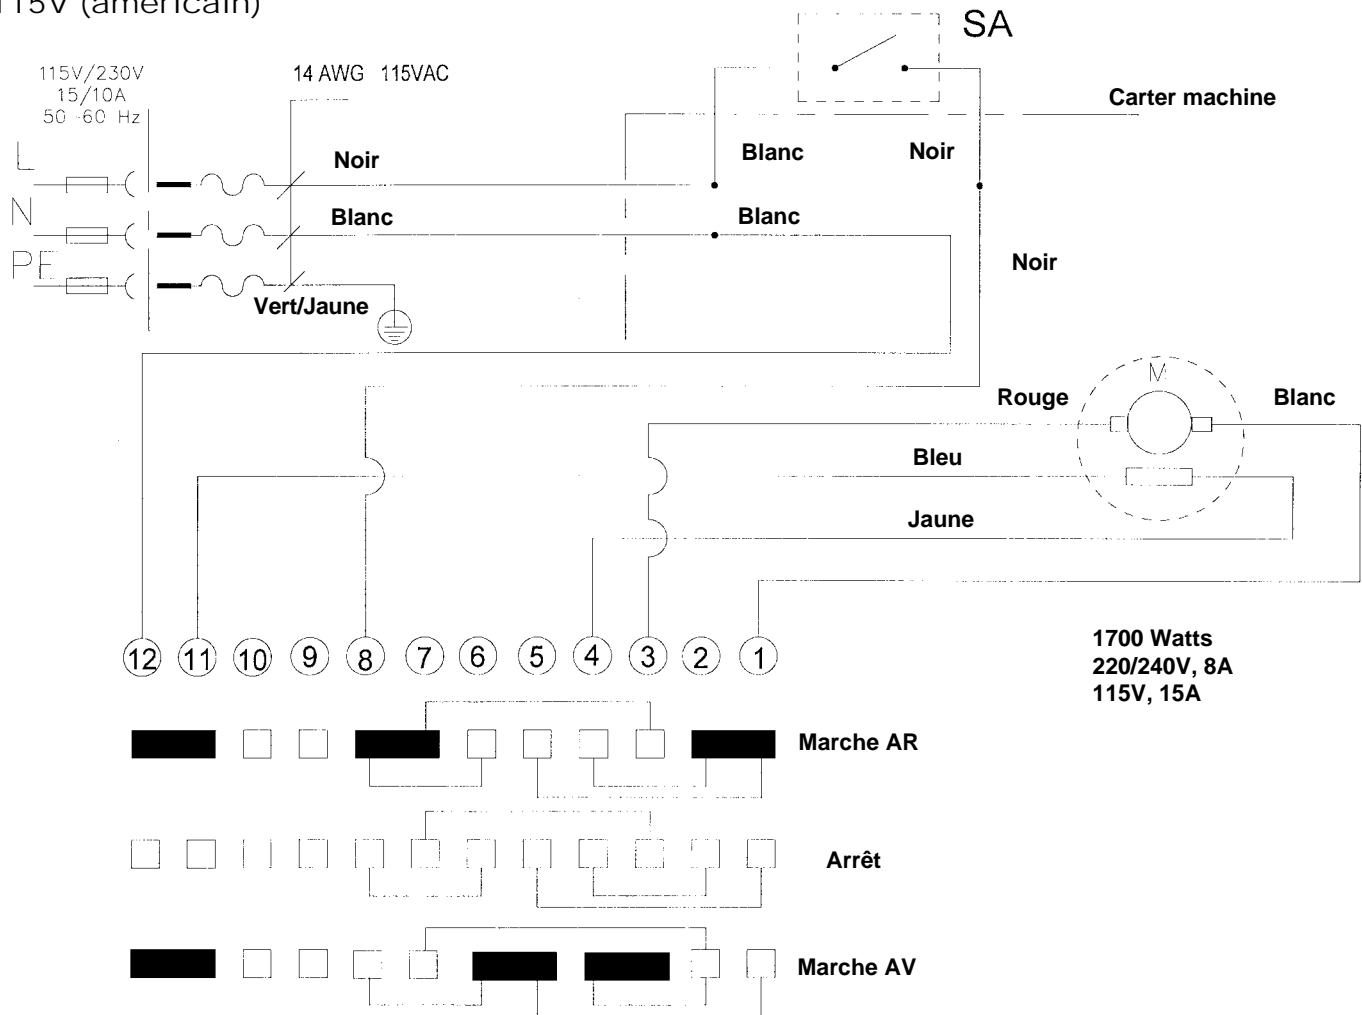 115V (américain)
SA
115V/230V
15/10A
50-60 Hz
14 AWG 115VAC
Carter machine
L
Noir
Blanc
Noir
N
Blanc
Blanc
PE
Noir
Vert/Jaune
M
Rouge
Blanc
Bleu
Jaune
12 11 10 9 8 7 6 5 4 3 2 1
1700 Watts
220/240V, 8A
115V, 15A
Marche AR
Arrêt
Marche AV